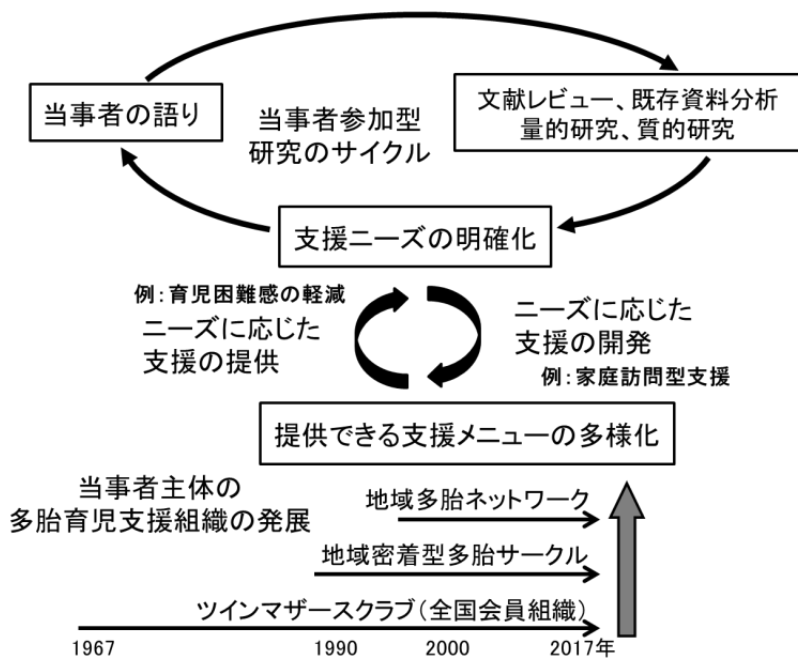 当事者の語り
文献レビュー、既存資料分析
量的研究、質的研究
当事者参加型
研究のサイクル
支援ニーズの明確化
例：育児困難感の軽減
ニーズに応じた
支援の提供
ニーズに応じた
支援の開発
例：家庭訪問型支援
提供できる支援メニューの多様化
当事者主体の
多胎育児支援組織の発展
地域多胎ネットワーク
地域密着型多胎サークル
ツインマザースクラブ（全国会員組織）
1967 1990 2000 2017年